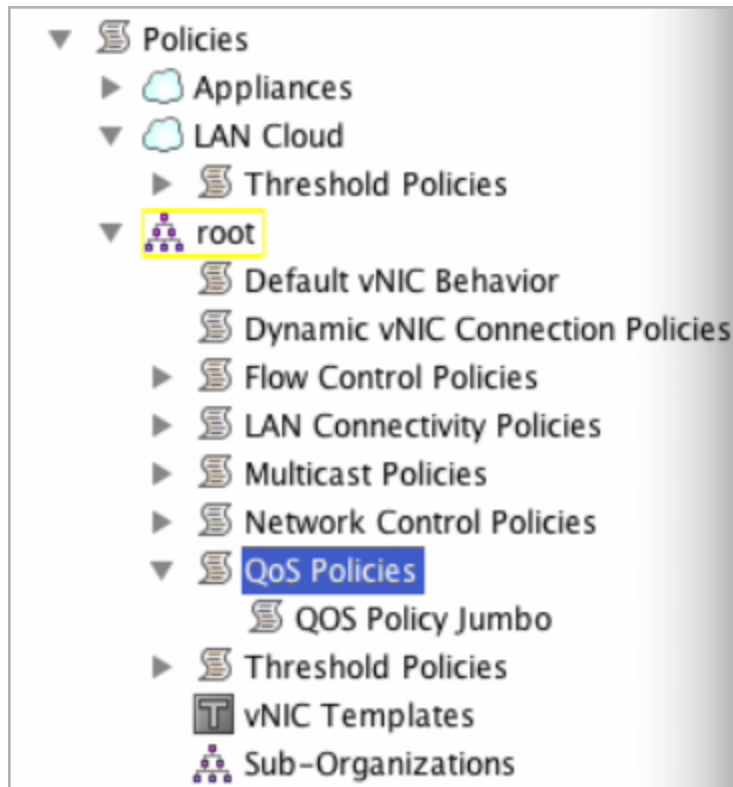 Policies
Appliances
LAN Cloud
Threshold Policies
root
Default vNIC Behavior
Dynamic vNIC Connection Policies
Flow Control Policies
LAN Connectivity Policies
Multicast Policies
Network Control Policies
QoS Policies
QOS Policy Jumbo
Threshold Policies
vNIC Templates
Sub-Organizations